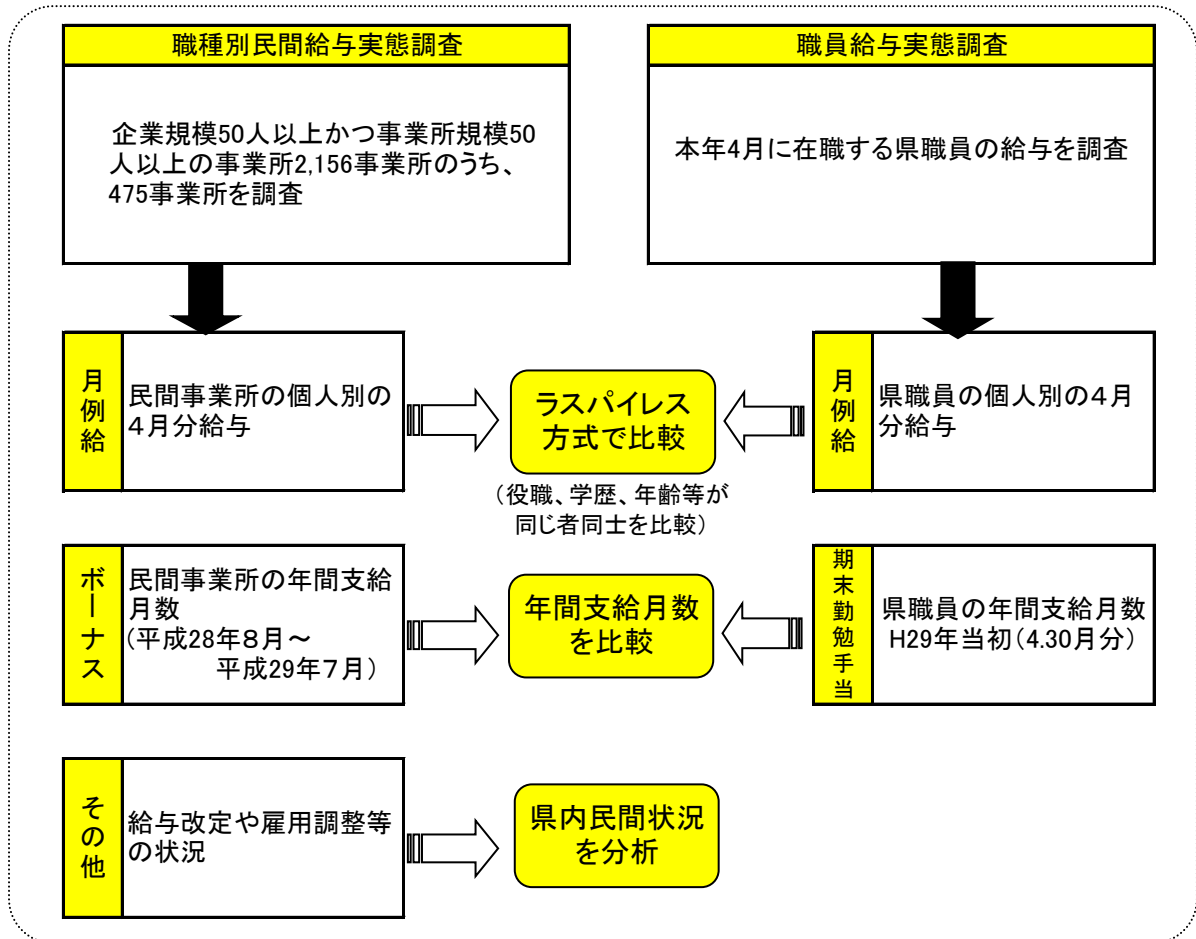 職種別民間給与実態調査
企業規模50人以上かつ事業所規模50
人以上の事業所2,156事業所のうち、
475事業所を調査
職員給与実態調査
本年4月に在職する県職員の給与を調査
月例給
民間事業所の個人別の
４月分給与
ラスパイレス
方式で比較
（役職、学歴、年齢等が
同じ者同士を比較）
月例給
県職員の個人別の４月
分給与
ボーナス
民間事業所の年間支給
月数
(平成28年８月～
平成29年７月）
年間支給月数
を比較
期末勤勉手当
県職員の年間支給月数
H29年当初（4.30月分）
その他
給与改定や雇用調整等
の状況
県内民間状況
を分析